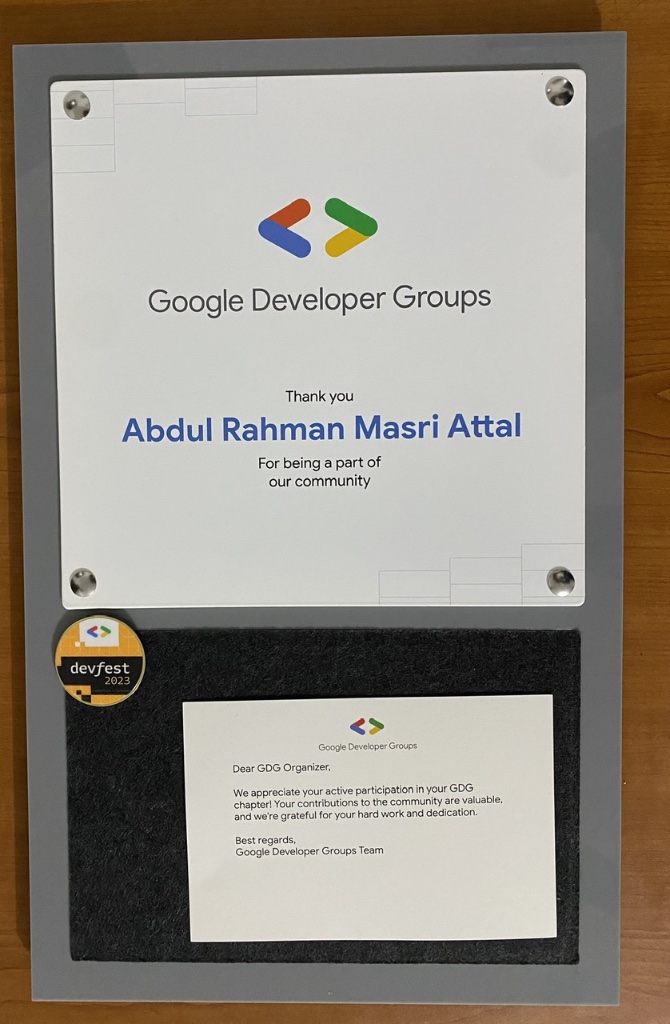 Google Developer Groups
Thank you
Abdul Rahman Masri Attal
For being a part of
our community
devfest
2023
Google Developer Groups
Dear GDG Organizer,
We appreciate your active participation in your GDG
chapter! Your contributions to the community are valuable,
and we're grateful for your hard work and dedication.
Best regards,
Google Developer Groups Team